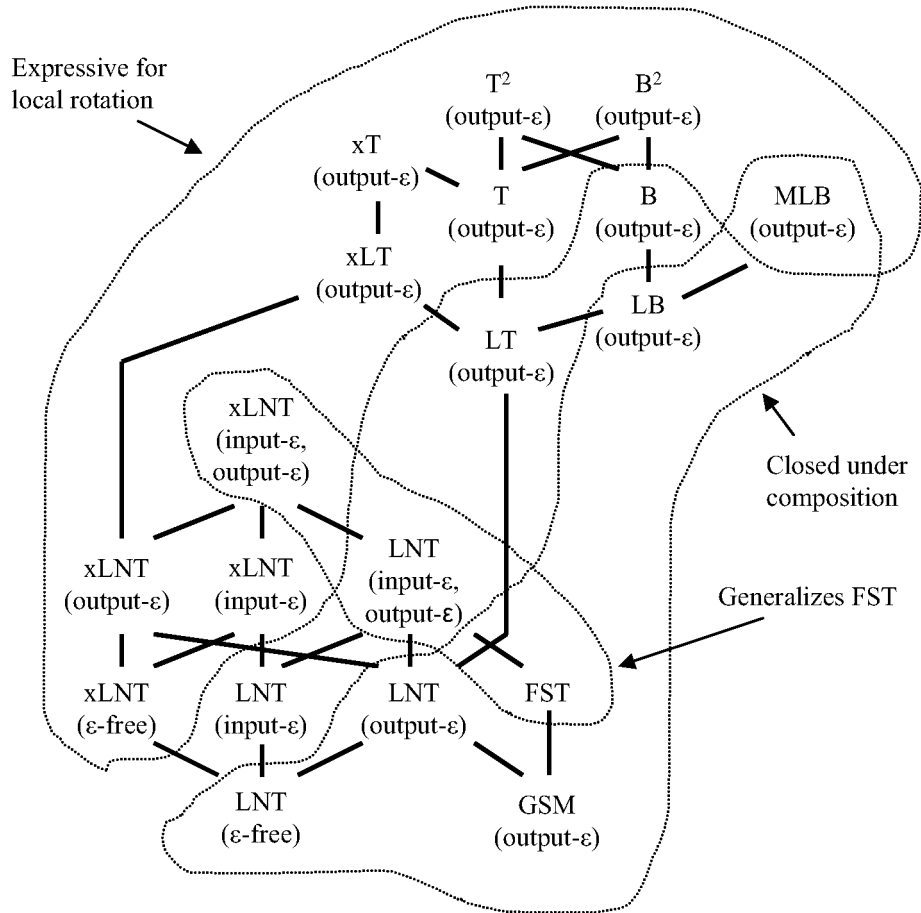 Expressive for
local rotation
T²
(output-ε)
B²
(output-ε)
xT
(output-ε)
T
(output-ε)
B
(output-ε)
MLB
(output-ε)
xLT
(output-ε)
LT
(output-ε)
LB
(output-ε)
xLNT
(input-ε,
output-ε)
Closed under
composition
xLNT
(output-ε)
xLNT
(input-ε)
LNT
(input-ε,
output-ε)
Generalizes FST
xLNT
(ε-free)
LNT
(input-ε)
LNT
(output-ε)
FST
LNT
(ε-free)
GSM
(output-ε)